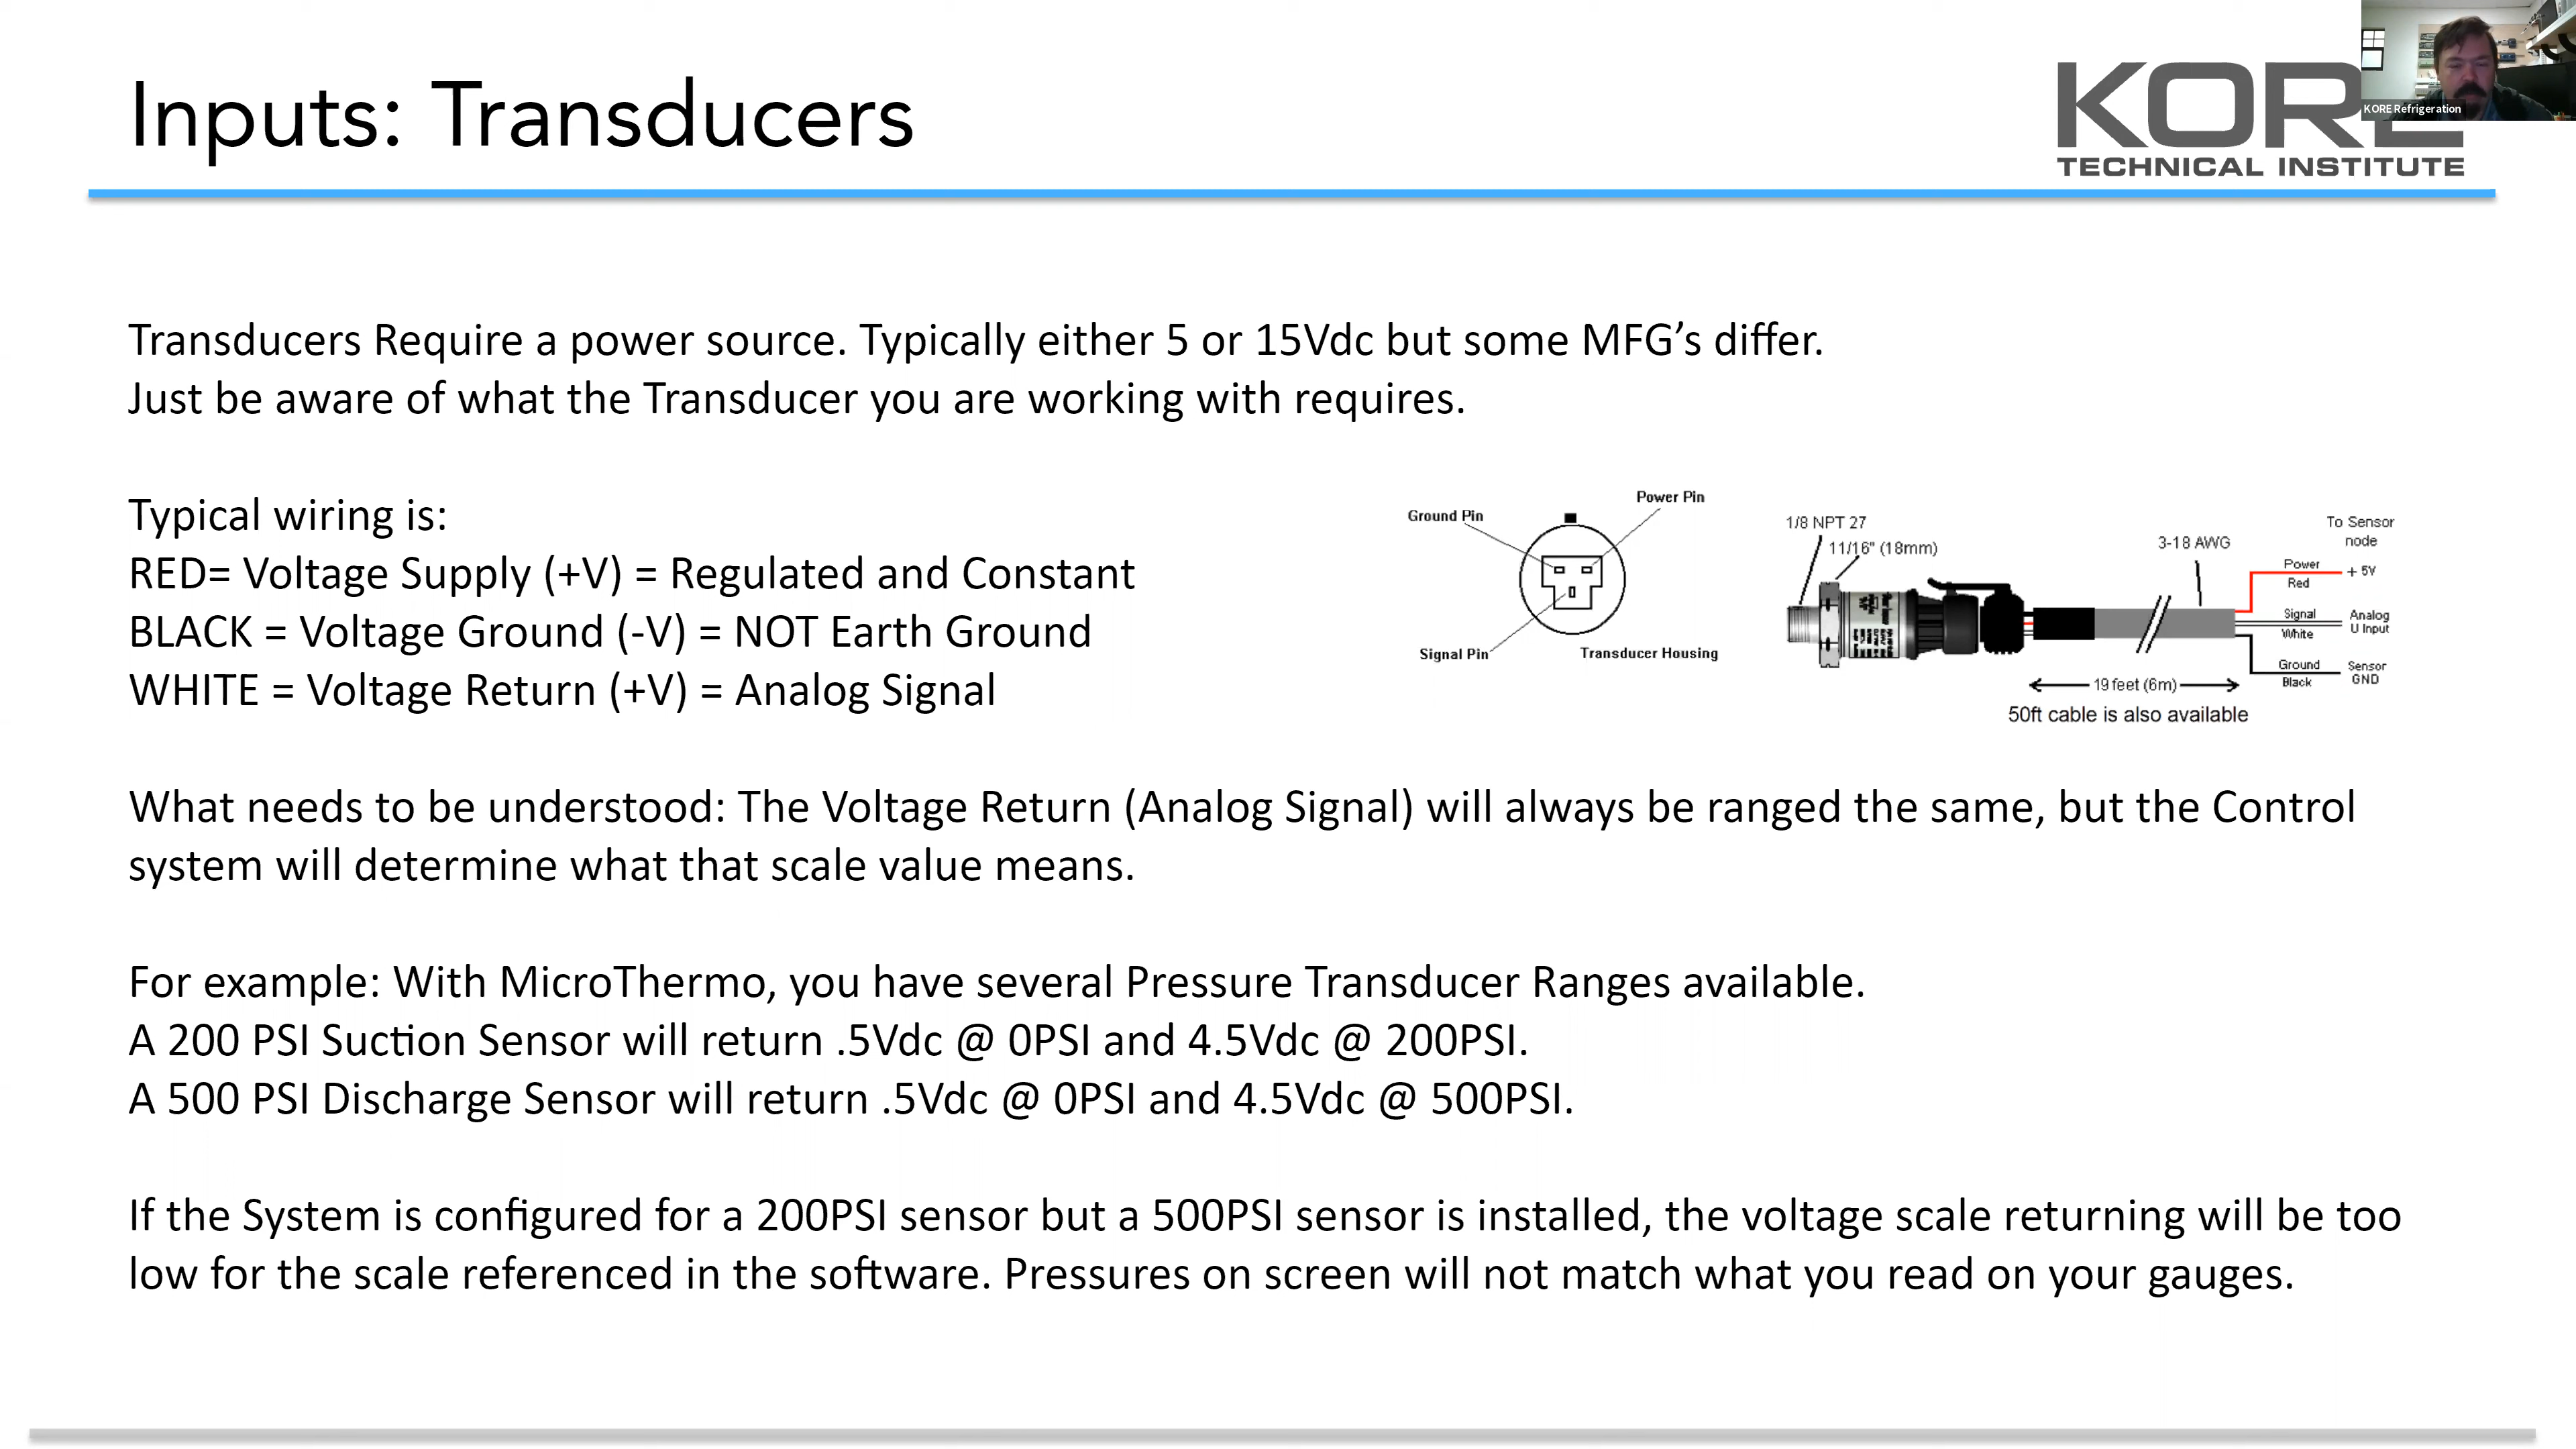 Inputs: Transducers
KORE
TECHNICAL INSTITUTE
KORE Refrigeration
Transducers Require a power source. Typically either 5 or 15Vdc but some MFG’s differ.
Just be aware of what the Transducer you are working with requires.
Typical wiring is:
RED= Voltage Supply (+V) = Regulated and Constant
BLACK = Voltage Ground (-V) = NOT Earth Ground
WHITE = Voltage Return (+V) = Analog Signal
Ground Pin
Power Pin
Signal Pin
Transducer Housing
1/8 NPT 27
11/16" (18mm)
3-18 AWG
To Sensor
node
Power
Red
+ 5V
Signal
White
Analog
U Input
Ground
Black
Sensor
GND
19 feet (6m)
50ft cable is also available
What needs to be understood: The Voltage Return (Analog Signal) will always be ranged the same, but the Control
system will determine what that scale value means.
For example: With MicroThermo, you have several Pressure Transducer Ranges available.
A 200 PSI Suction Sensor will return .5Vdc @ 0PSI and 4.5Vdc @ 200PSI.
A 500 PSI Discharge Sensor will return .5Vdc @ 0PSI and 4.5Vdc @ 500PSI.
If the System is configured for a 200PSI sensor but a 500PSI sensor is installed, the voltage scale returning will be too
low for the scale referenced in the software. Pressures on screen will not match what you read on your gauges.